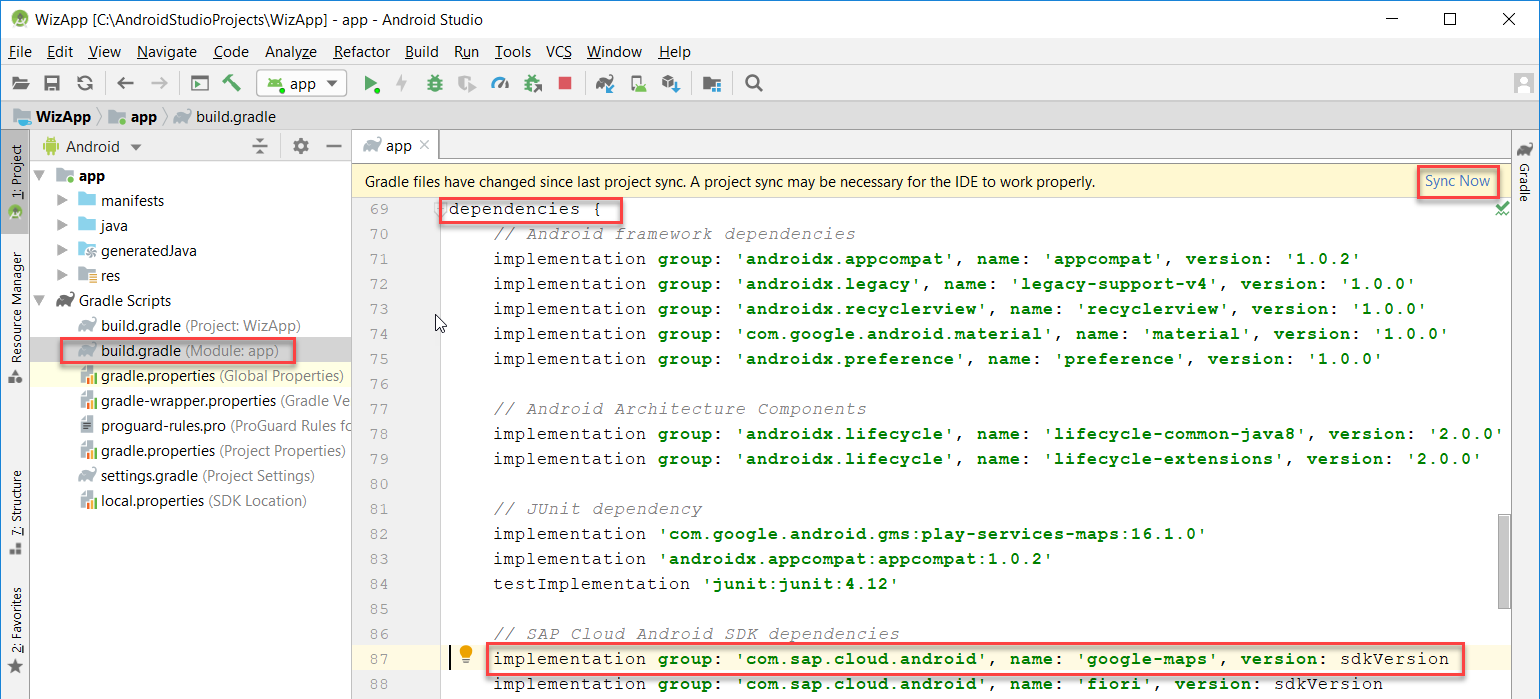 WizApp [C:\AndroidStudioProjects\WizApp] - app - Android Studio
File Edit View Navigate Code Analyze Refactor Build Run Tools VCS Window Help
app
WizApp app build.gradle
1: Project
Resource Manager
7: Structure
2: Favorites
Android
app
manifests
java
generatedJava
res
Gradle Scripts
build.gradle (Project: WizApp)
build.gradle (Module: app)
gradle.properties (Global Properties)
gradle-wrapper.properties (Gradle Ve
proguard-rules.pro (ProGuard Rules fo
gradle.properties (Project Properties)
settings.gradle (Project Settings)
local.properties (SDK Location)
app
Gradle files have changed since last project sync. A project sync may be necessary for the IDE to work properly. Sync Now
69 dependencies {
70 // Android framework dependencies
71 implementation group: 'androidx.appcompat', name: 'appcompat', version: '1.0.2'
72 implementation group: 'androidx.legacy', name: 'legacy-support-v4', version: '1.0.0'
73 implementation group: 'androidx.recyclerview', name: 'recyclerview', version: '1.0.0'
74 implementation group: 'com.google.android.material', name: 'material', version: '1.0.0'
75 implementation group: 'androidx.preference', name: 'preference', version: '1.0.0'
76
77 // Android Architecture Components
78 implementation group: 'androidx.lifecycle', name: 'lifecycle-common-java8', version: '2.0.0'
79 implementation group: 'androidx.lifecycle', name: 'lifecycle-extensions', version: '2.0.0'
80
81 // JUnit dependency
82 implementation 'com.google.android.gms:play-services-maps:16.1.0'
83 implementation 'androidx.appcompat:appcompat:1.0.2'
84 testImplementation 'junit:junit:4.12'
85
86 // SAP Cloud Android SDK dependencies
87 implementation group: 'com.sap.cloud.android', name: 'google-maps', version: sdkVersion
88 implementation group: 'com.sap.cloud.android', name: 'fiori', version: sdkVersion
Gradle